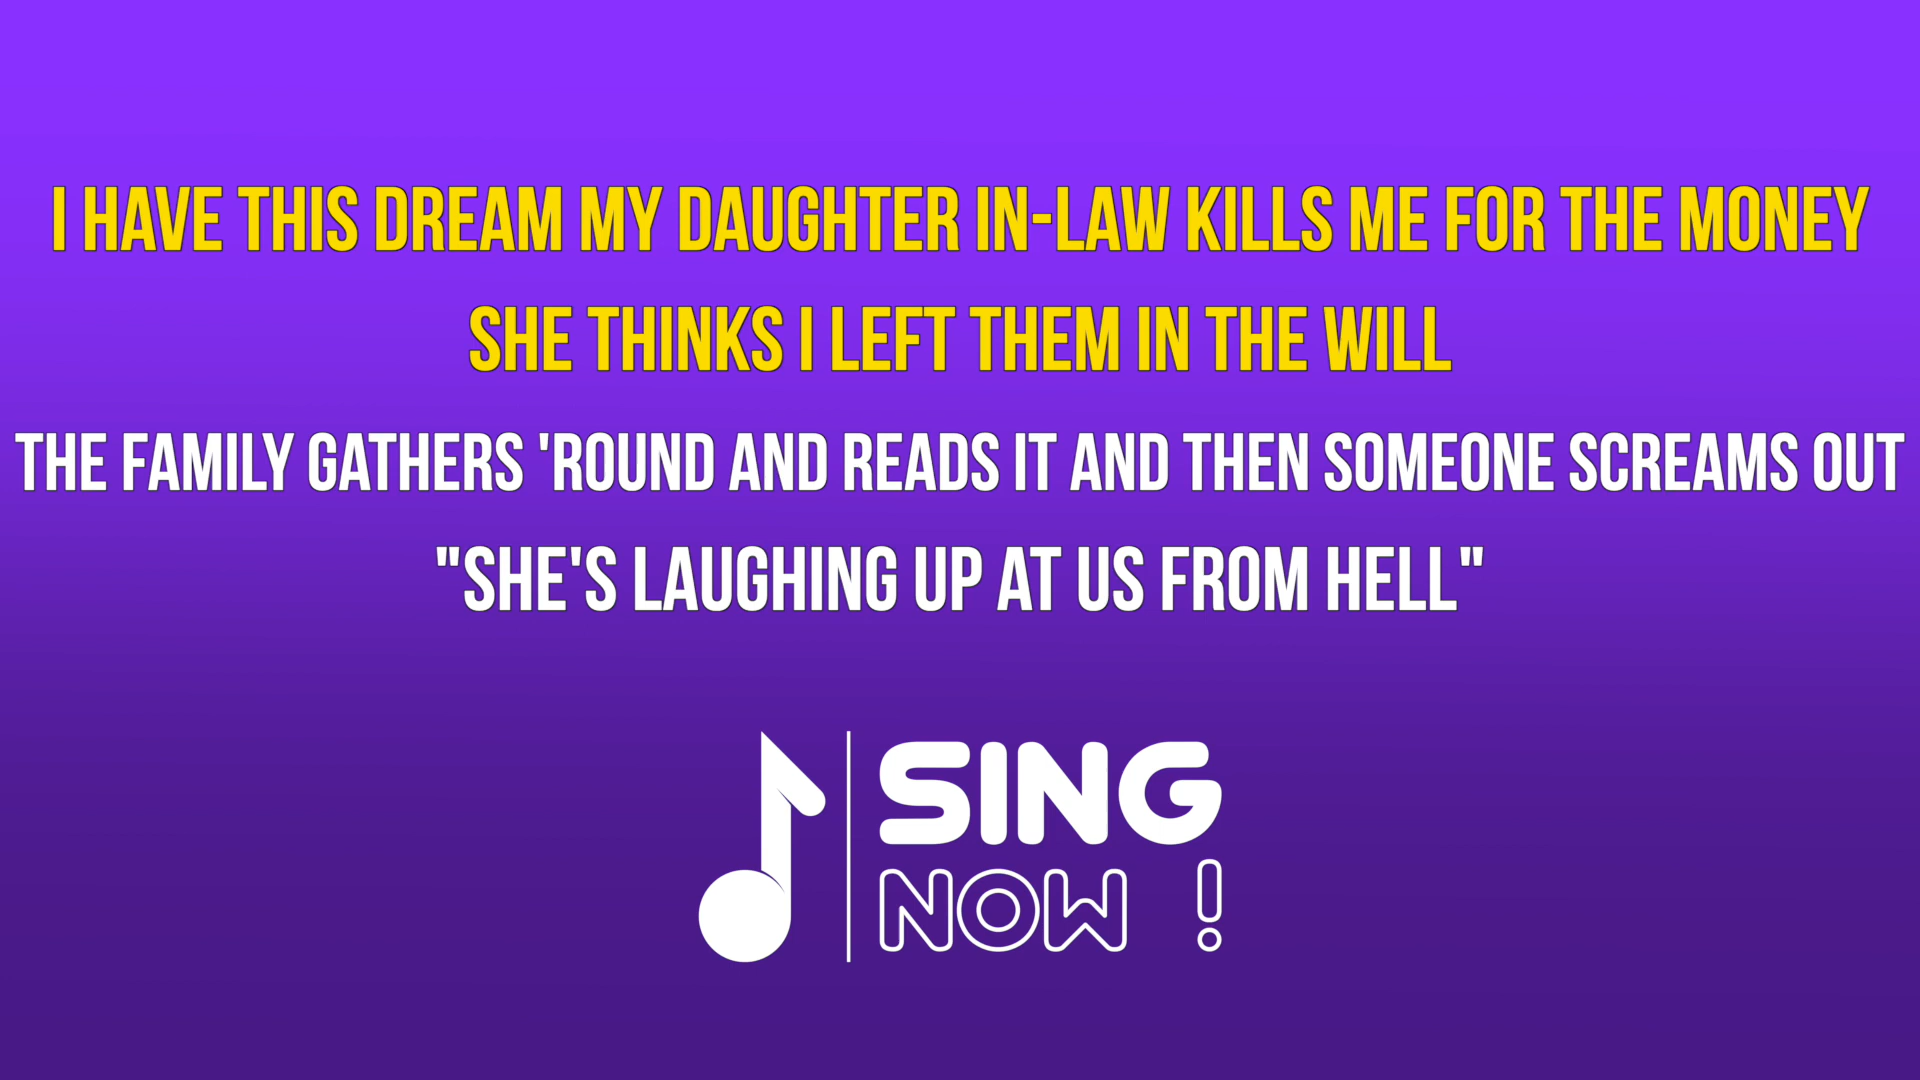 I HAVE THIS DREAM MY DAUGHTER IN-LAW KILLS ME FOR THE MONEY
SHE THINKS I LEFT THEM IN THE WILL
THE FAMILY GATHERS 'ROUND AND READS IT AND THEN SOMEONE SCREAMS OUT
"SHE'S LAUGHING UP AT US FROM HELL"
SING
NOW !